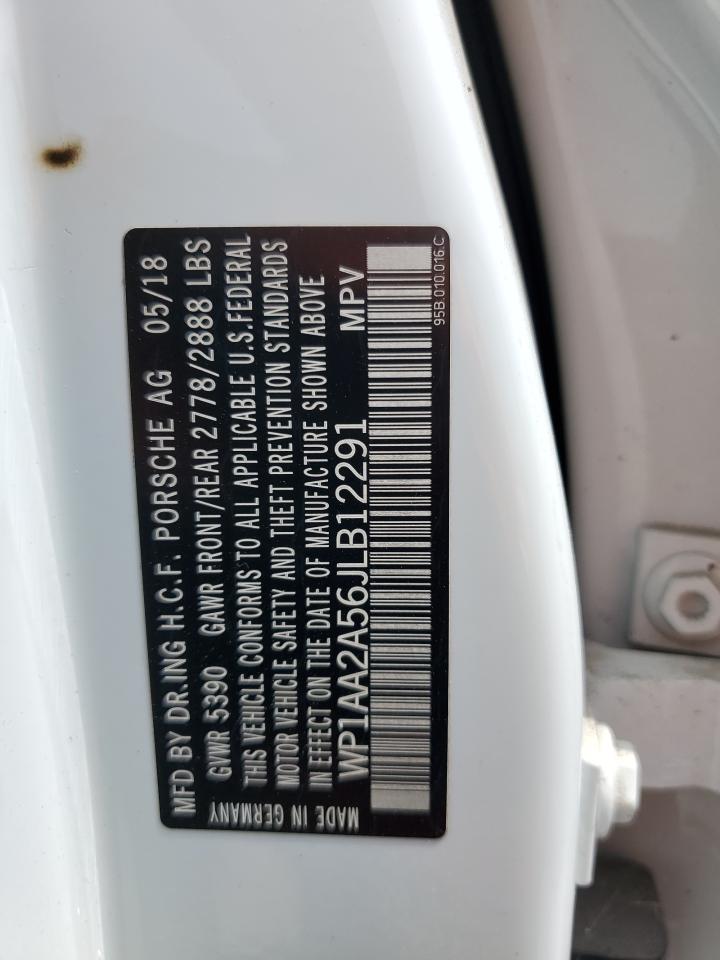 MFD BY DR.ING H.C.F. PORSCHE AG 05/18
GVWR 5390 GAWR FRONT/REAR 2778/2888 LBS
THIS VEHICLE CONFORMS TO ALL APPLICABLE U.S.FEDERAL
MOTOR VEHICLE SAFETY AND THEFT PREVENTION STANDARDS
IN EFFECT ON THE DATE OF MANUFACTURE SHOWN ABOVE
WP1AA2A56JLB12291 MPV
MADE IN GERMANY
95B.010.016.C